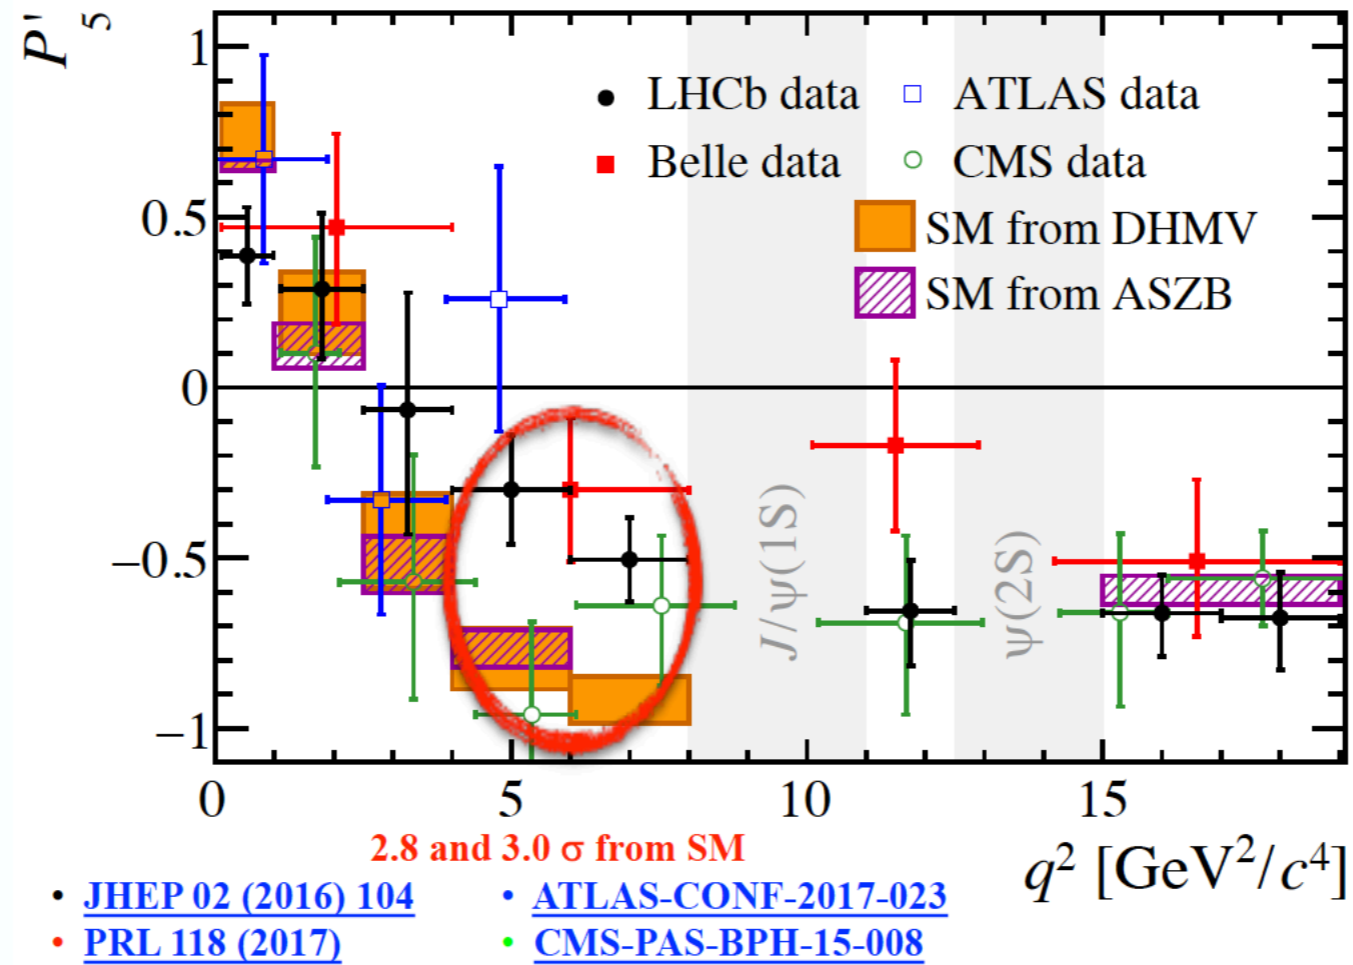 P'5
1
0.5
0
−0.5
−1
LHCb data
ATLAS data
Belle data
CMS data
SM from DHMV
SM from ASZB
J/ψ(1S)
ψ(2S)
0 5 10 15
q² [GeV²/c⁴]
2.8 and 3.0 σ from SM
• JHEP 02 (2016) 104
• ATLAS-CONF-2017-023
• PRL 118 (2017)
• CMS-PAS-BPH-15-008